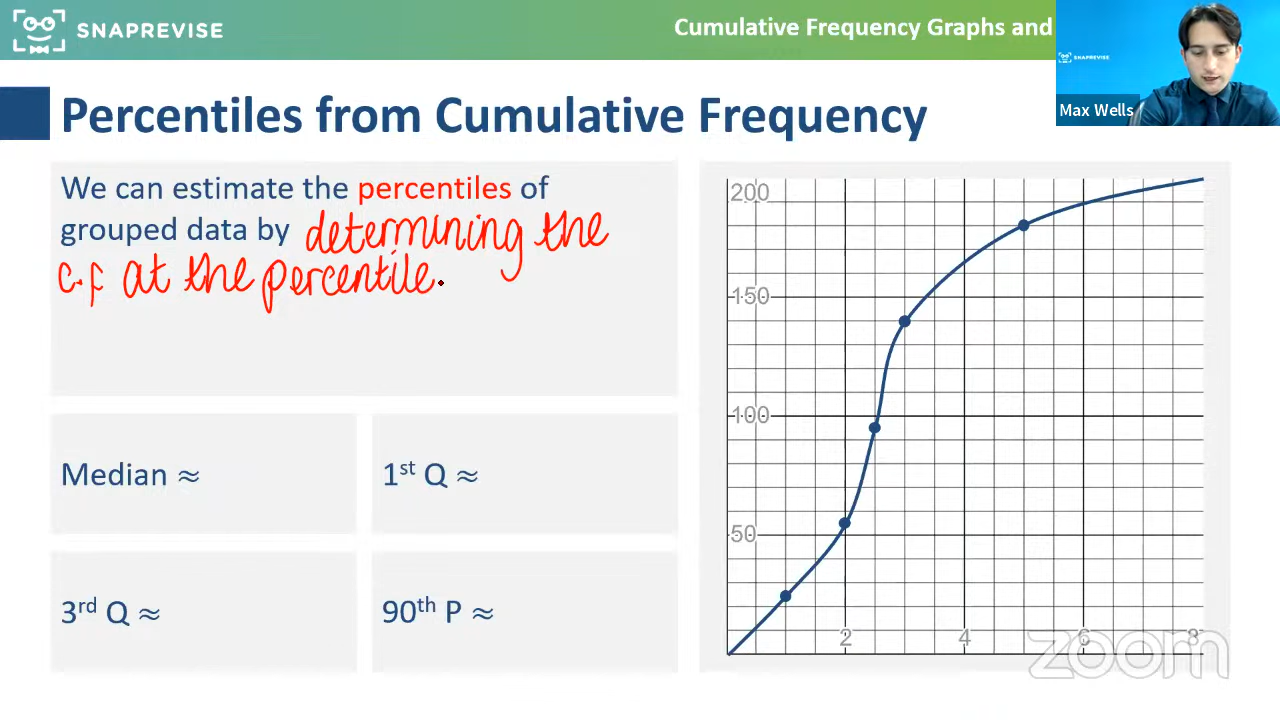 SNAPREVISE
Cumulative Frequency Graphs and
SNAPREVISE
Max Wells
Percentiles from Cumulative Frequency
We can estimate the percentiles of
grouped data by determining the
c.f at the percentile.
Median ≈
1st Q ≈
3rd Q ≈
90th P ≈
200
150
100
50
2 4 6 8
zoom